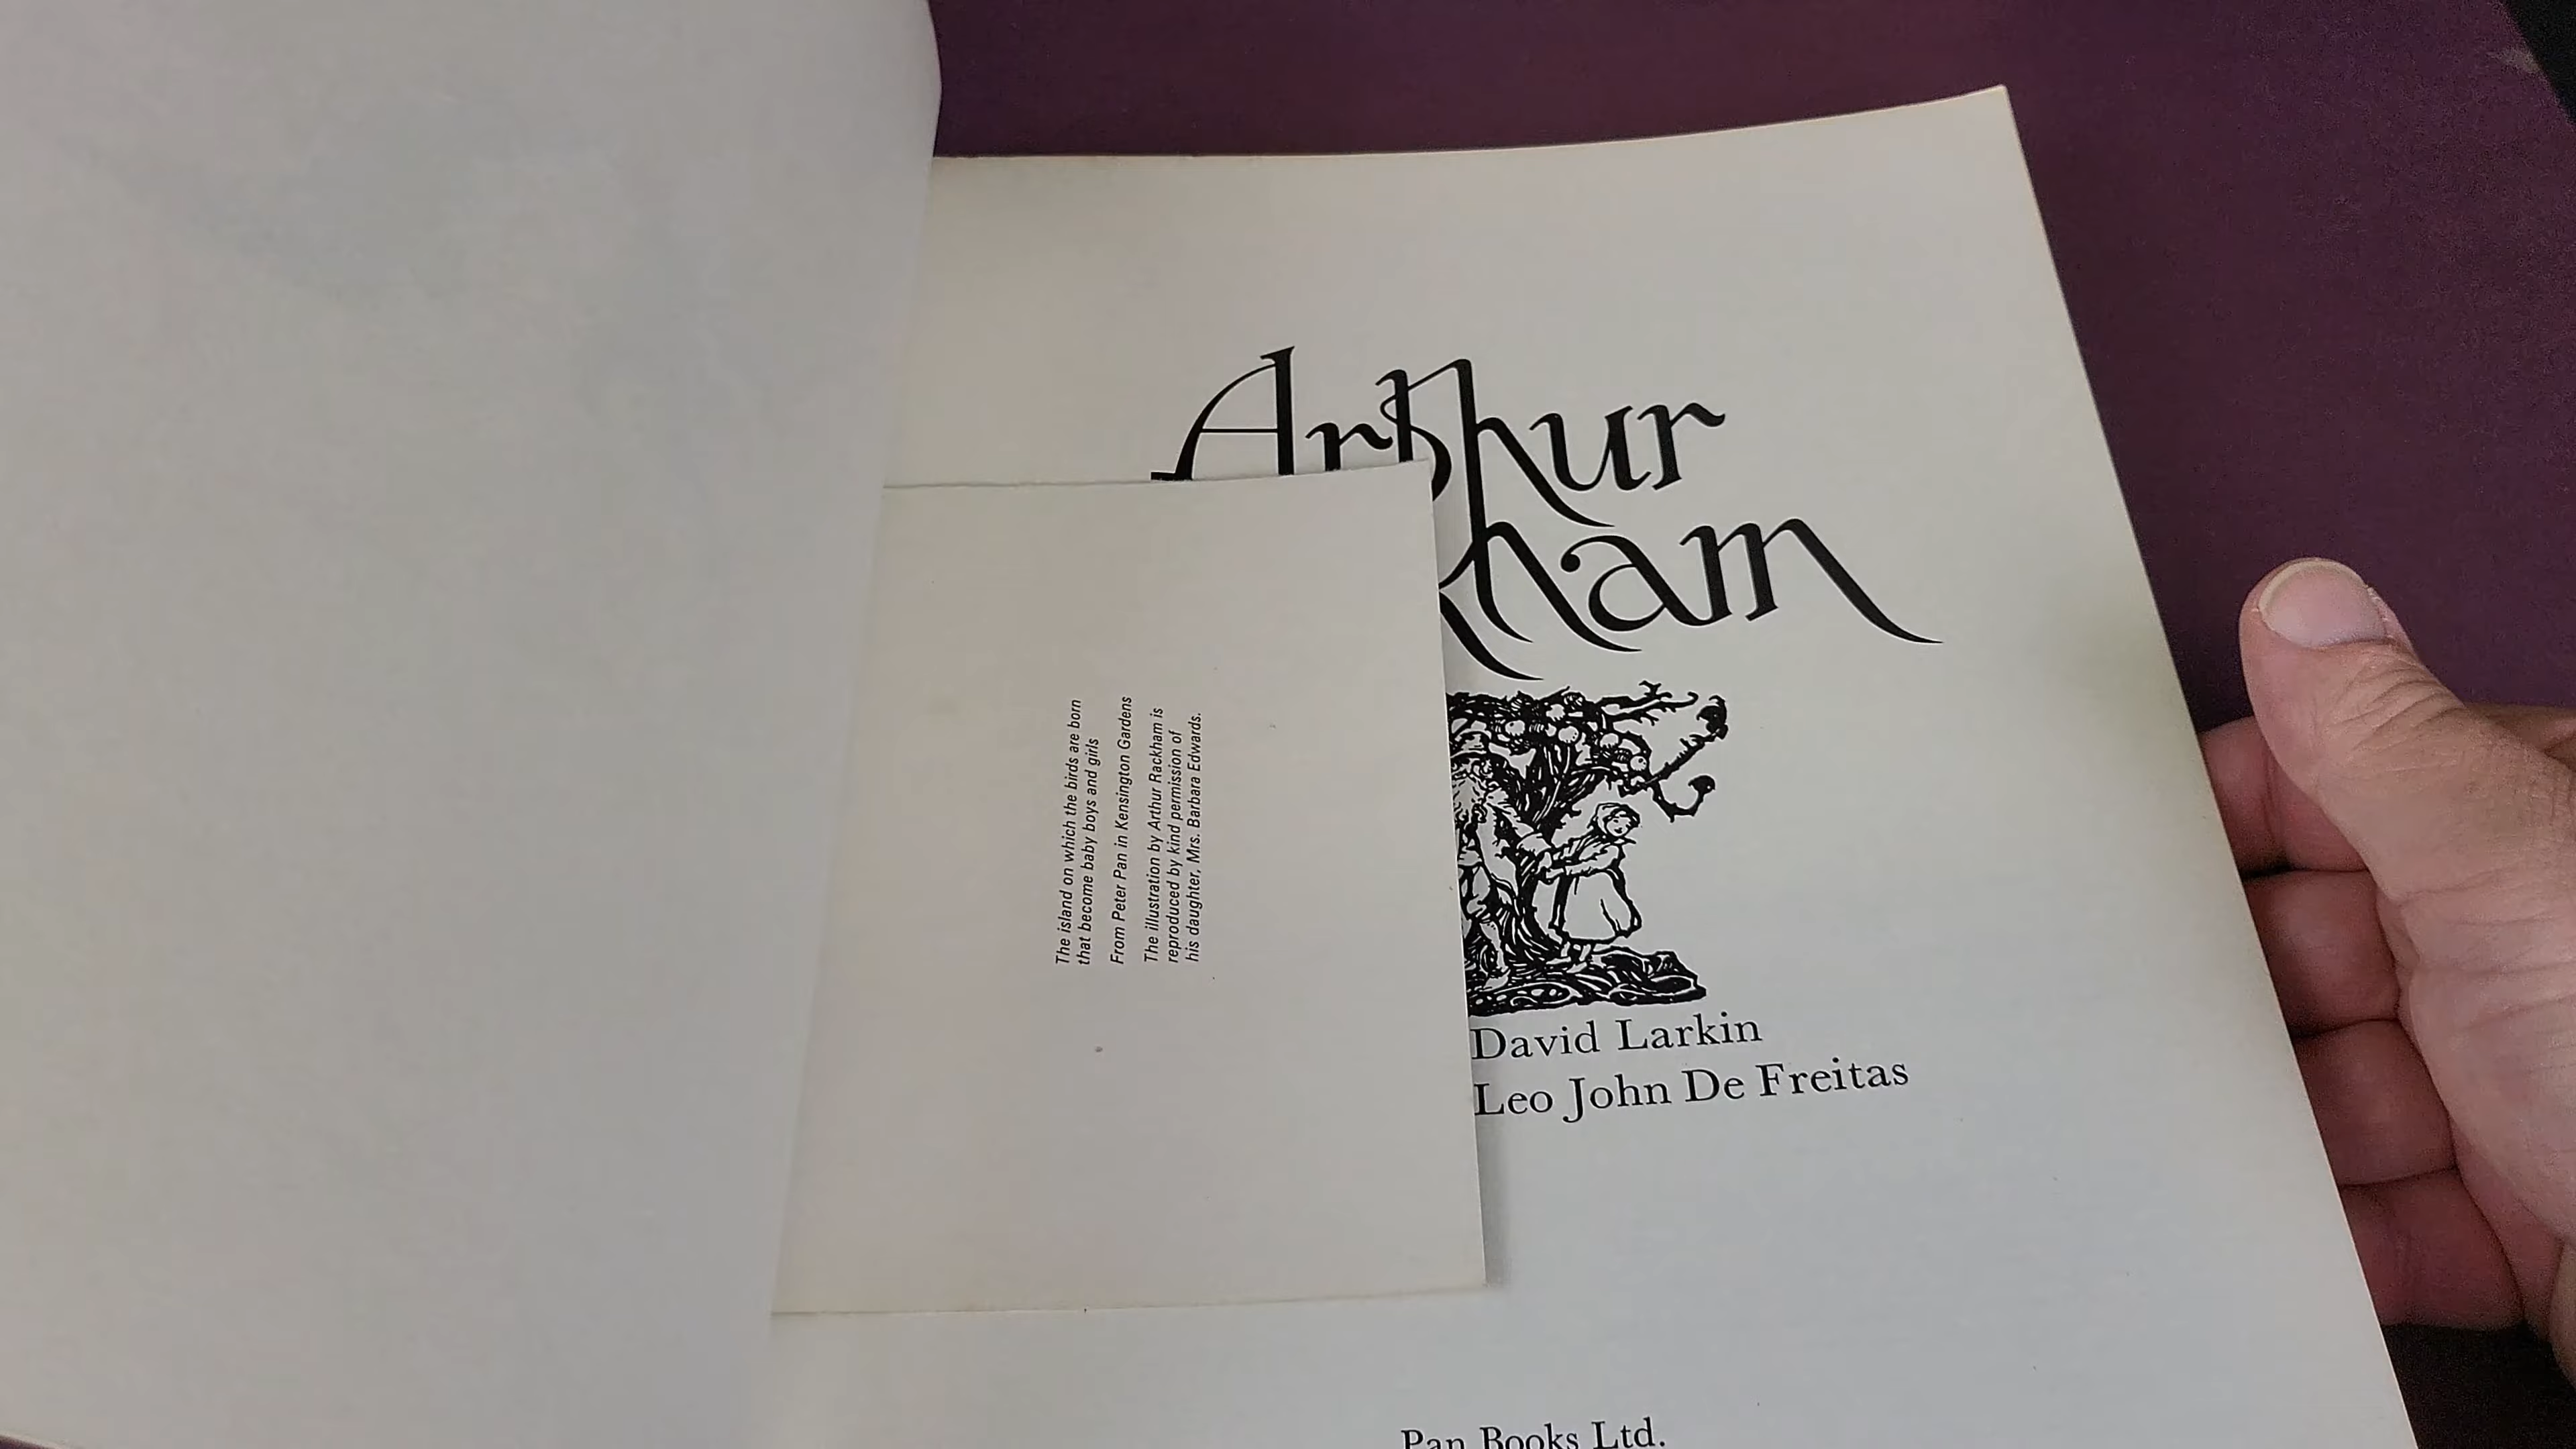 Arthur
ham
David Larkin
Leo John De Freitas
Pan Books Ltd.
The island on which the birds are born
that become baby boys and girls
From Peter Pan in Kensington Gardens
The illustration by Arthur Rackham is
reproduced by kind permission of
his daughter, Mrs. Barbara Edwards.